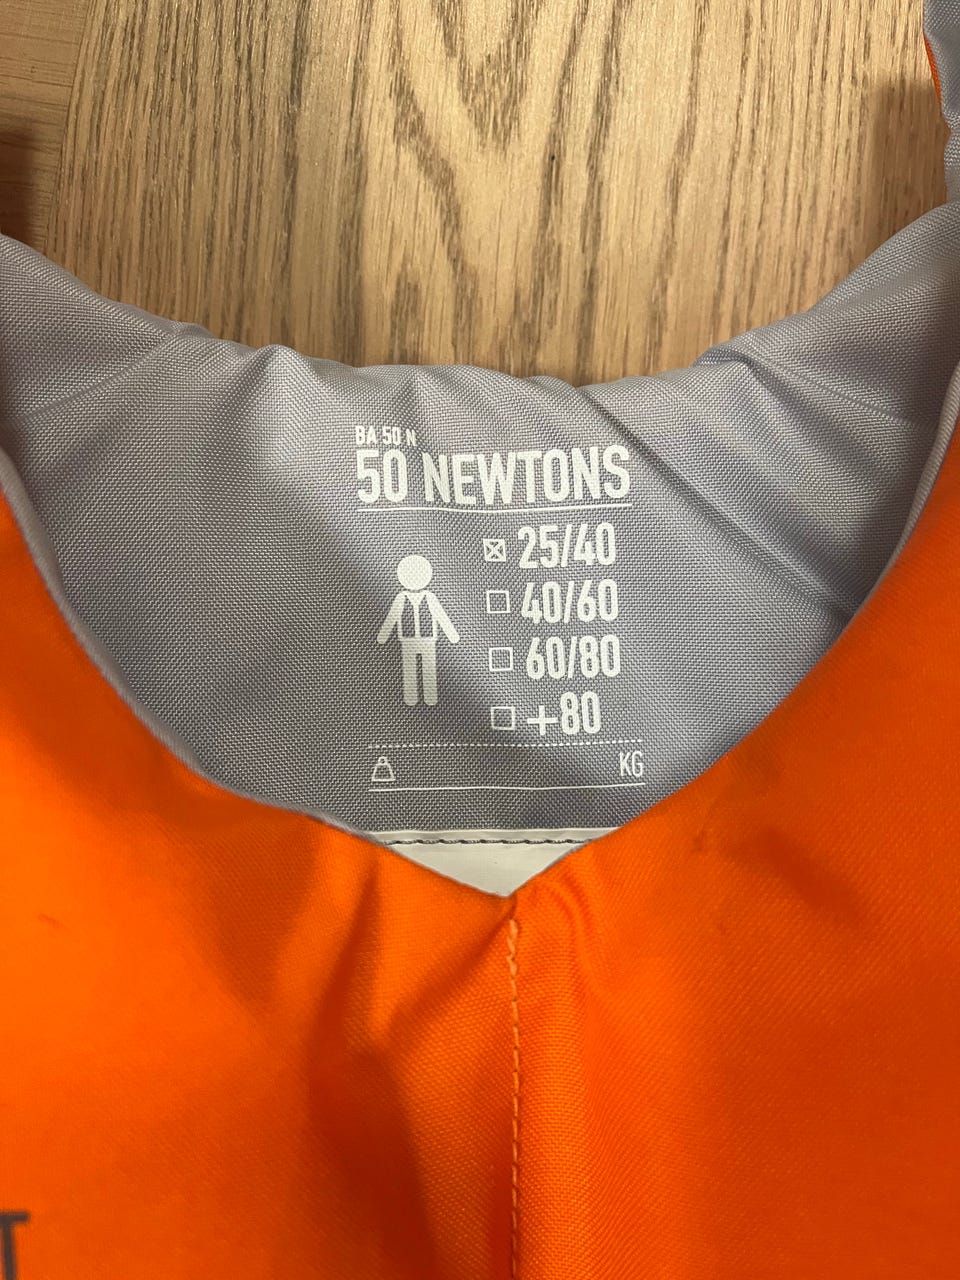 BA 50 N
50 NEWTONS
☒ 25/40
☐ 40/60
☐ 60/80
☐ +80
KG
T